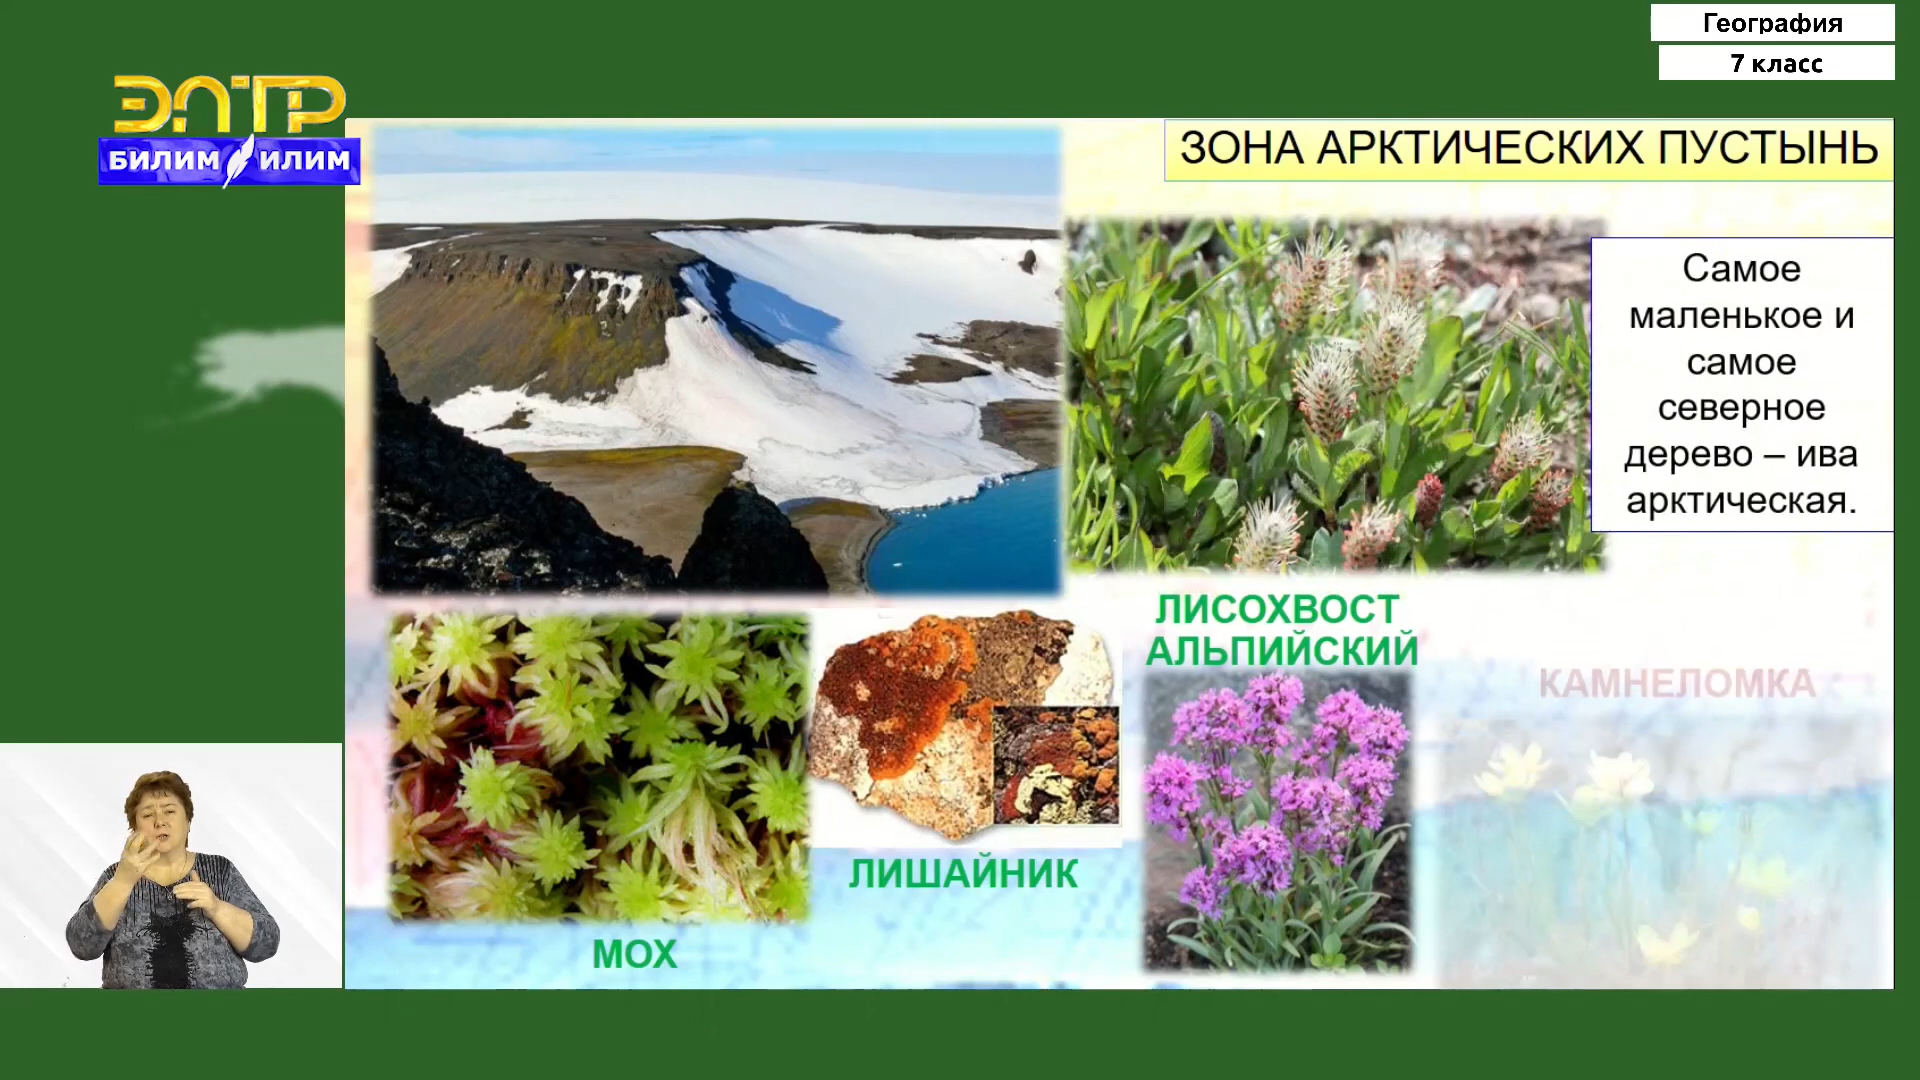 География
7 класс
ЭЛТР
БИЛИМ ИЛИМ
ЗОНА АРКТИЧЕСКИХ ПУСТЫНЬ
Самое
маленькое и
самое
северное
дерево – ива
арктическая.
ЛИСОХВОСТ
АЛЬПИЙСКИЙ
КАМНЕЛОМКА
ЛИШАЙНИК
МОХ